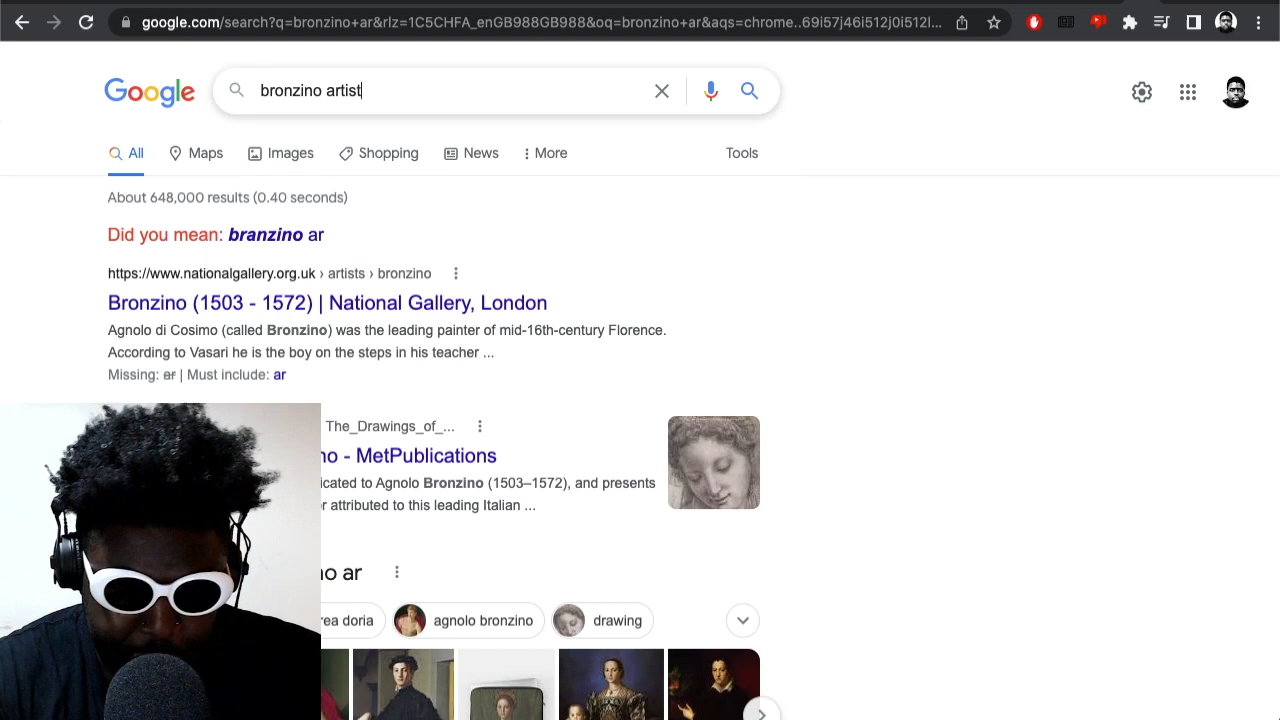 google.com/search?q=bronzino+ar&rlz=1C5CHFA_enGB988GB988&oq=bronzino+ar&aqs=chrome..69i57j46i512j0i512l...
Google
bronzino artist
All
Maps
Images
Shopping
News
More
Tools
About 648,000 results (0.40 seconds)
Did you mean: branzino ar
https://www.nationalgallery.org.uk › artists › bronzino
Bronzino (1503 - 1572) | National Gallery, London
Agnolo di Cosimo (called Bronzino) was the leading painter of mid-16th-century Florence.
According to Vasari he is the boy on the steps in his teacher ...
Missing: ar | Must include: ar
The_Drawings_of_...
no - MetPublications
icated to Agnolo Bronzino (1503–1572), and presents
r attributed to this leading Italian ...
no ar
rea doria
agnolo bronzino
drawing